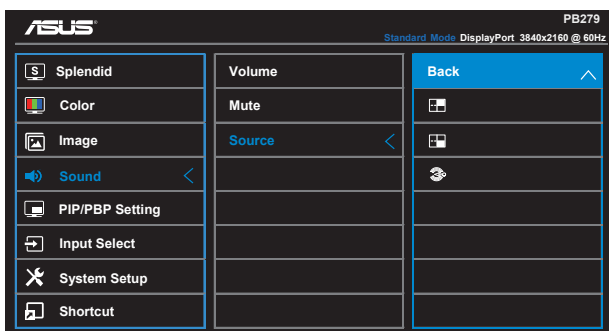 ASUS
PB279
Standard Mode DisplayPort 3840x2160 @ 60Hz
S Splendid
Color
Image
Sound
PIP/PBP Setting
Input Select
System Setup
Shortcut
Volume
Mute
Source
Back